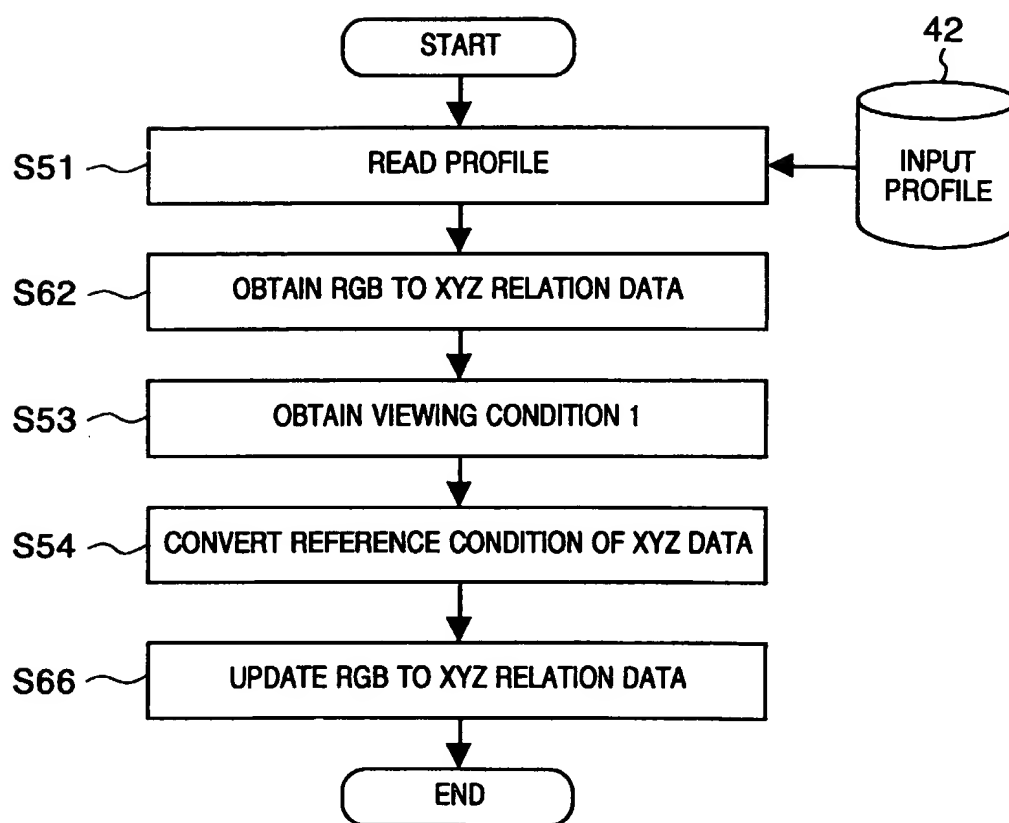 START
42
S51
READ PROFILE
INPUT
PROFILE
S62
OBTAIN RGB TO XYZ RELATION DATA
S53
OBTAIN VIEWING CONDITION 1
S54
CONVERT REFERENCE CONDITION OF XYZ DATA
S66
UPDATE RGB TO XYZ RELATION DATA
END